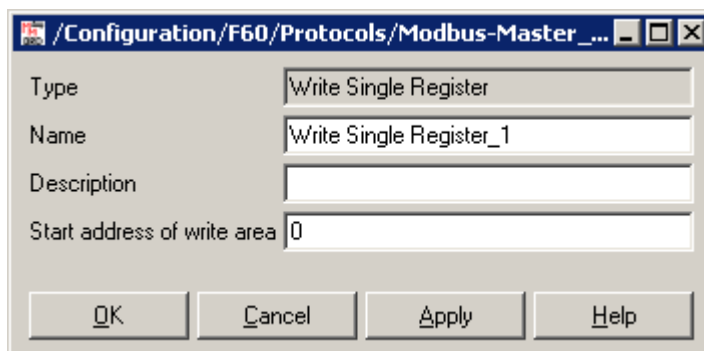 /Configuration/F60/Protocols/Modbus-Master_...
Type Write Single Register
Name Write Single Register_1
Description
Start address of write area 0
OK Cancel Apply Help